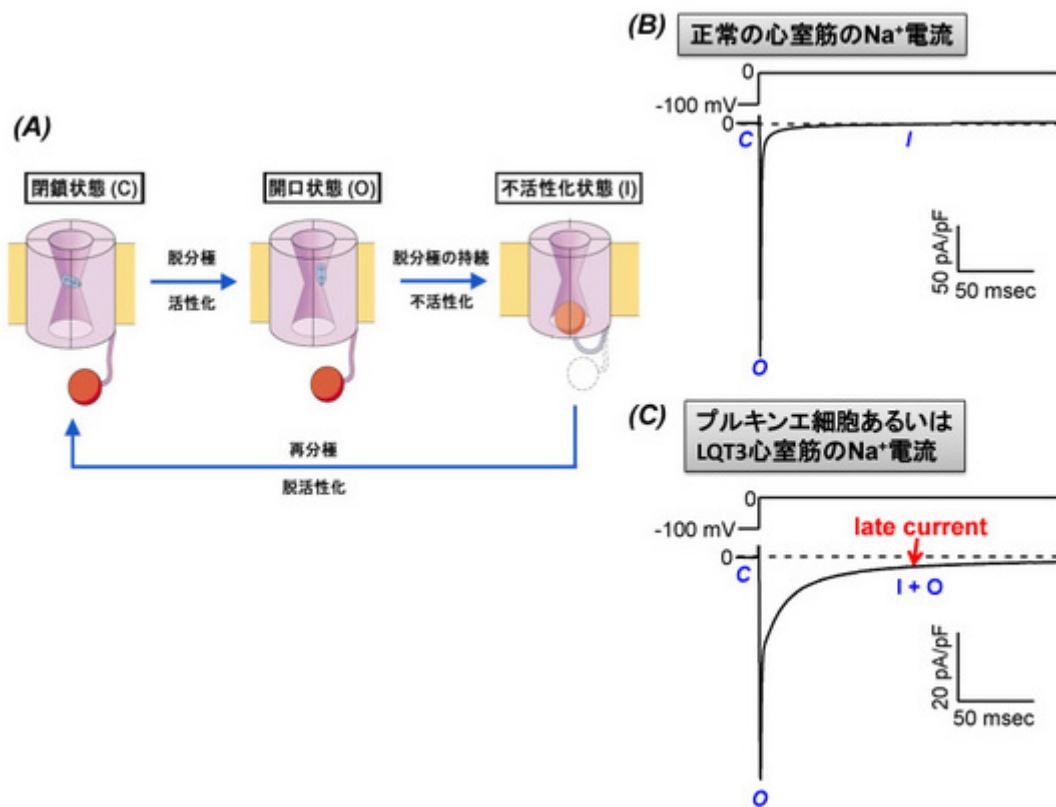 (A)
閉鎖状態 (C)
開口状態 (O)
不活性化状態 (I)
脱分極
活性化
脱分極の持続
不活性化
再分極
脱活性化
(B)
正常の心室筋のNa⁺電流
0
-100 mV
0
C
I
O
50 pA/pF
50 msec
(C)
プルキンエ細胞あるいは
LQT3心室筋のNa⁺電流
0
-100 mV
late current
0
C
I + O
O
20 pA/pF
50 msec